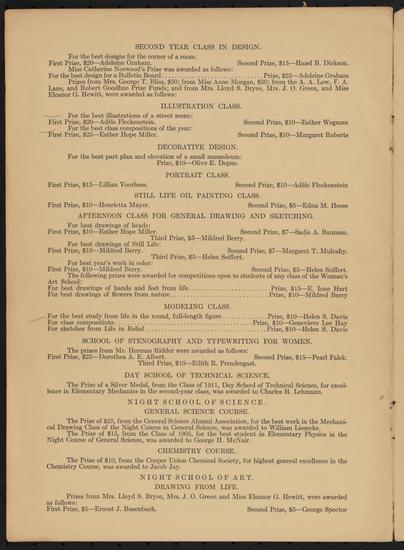 SECOND YEAR CLASS IN DESIGN.
For the best designs for the corner of a room:
First Prize, $20—Adeleine Graham. Second Prize, $15—Hazel B. Dickson.
Miss Catherine Norwood's Prize was awarded as follows:
For the best design for a Bulletin Board....................Prize, $25—Adeleine Graham
Prizes from Mrs. George T. Bliss, $50; from Miss Anne Morgan, $50; from the A. A. Low, F. A.
Lane, and Robert Goodhue Prize Funds; and from Mrs. Lloyd S. Bryce, Mrs. J. O. Green, and Miss
Eleanor G. Hewitt, were awarded as follows:
ILLUSTRATION CLASS.
For the best illustrations of a street scene:
First Prize, $20—Adèle Fleckenstein. Second Prize, $10—Esther Wegman
For the best class compositions of the year:
First Prize, $25—Esther Hope Miller. Second Prize, $10—Margaret Roberts
DECORATIVE DESIGN.
For the best part plan and elevation of a small mausoleum:
Prize, $10—Olive E. Depue.
PORTRAIT CLASS.
First Prize, $15—Lillian Voorhees. Second Prize, $10—Adèle Fleckenstein
STILL LIFE OIL PAINTING CLASS.
First Prize, $10—Henrietta Mayer. Second Prize, $5—Edna M. Heess
AFTERNOON CLASS FOR GENERAL DRAWING AND SKETCHING.
For best drawings of heads:
First Prize, $10—Esther Hope Miller. Second Prize, $7—Sadie A. Bauman.
Third Prize, $5—Mildred Berry.
For best drawings of Still Life:
First Prize, $10—Mildred Berry. Second Prize, $7—Margaret T. Mulcahy.
Third Prize, $5—Helen Seiffert.
For best year's work in color:
First Prize, $10—Mildred Berry. Second Prize, $5—Helen Seiffert.
The following prizes were awarded for competitions open to students of any class of the Woman's
Art School:
For best drawings of hands and feet from life....................Prize, $15—E. Ione Hart
For best drawings of flowers from nature....................Prize, $10—Mildred Berry
MODELING CLASS.
For the best study from life in the round, full-length figure............Prize, $10—Helen S. Davis
For class compositions....................Prize, $10—Genevieve Lee Hay
For sketches from Life in Relief....................Prize, $10—Helen S. Davis
SCHOOL OF STENOGRAPHY AND TYPEWRITING FOR WOMEN.
The prizes from Mr. Herman Ridder were awarded as follows:
First Prize, $25—Dorothea A. E. Albert. Second Prize, $15—Pearl Falek.
Third Prize, $10—Edith R. Prendergast.
DAY SCHOOL OF TECHNICAL SCIENCE.
The Prize of a Silver Medal, from the Class of 1911, Day School of Technical Science, for excel-
lence in Elementary Mechanics in the second-year class, was awarded to Charles H. Lehmann.
NIGHT SCHOOL OF SCIENCE.
GENERAL SCIENCE COURSE.
The Prize of $25, from the General Science Alumni Association, for the best work in the Mechani-
cal Drawing Class of the Night Course in General Science, was awarded to William Liesecke.
The Prize of $15, from the Class of 1905, for the best student in Elementary Physics in the
Night Course of General Science, was awarded to George H. McNair.
CHEMISTRY COURSE.
The Prize of $10, from the Cooper Union Chemical Society, for highest general excellence in the
Chemistry Course, was awarded to Jacob Jay.
NIGHT SCHOOL OF ART.
DRAWING FROM LIFE.
Prizes from Mrs. Lloyd S. Bryce, Mrs. J. O. Green and Miss Eleanor G. Hewitt, were awarded
as follows:
First Prize, $5—Ernest J. Busenbach. Second Prize, $5—George Spector